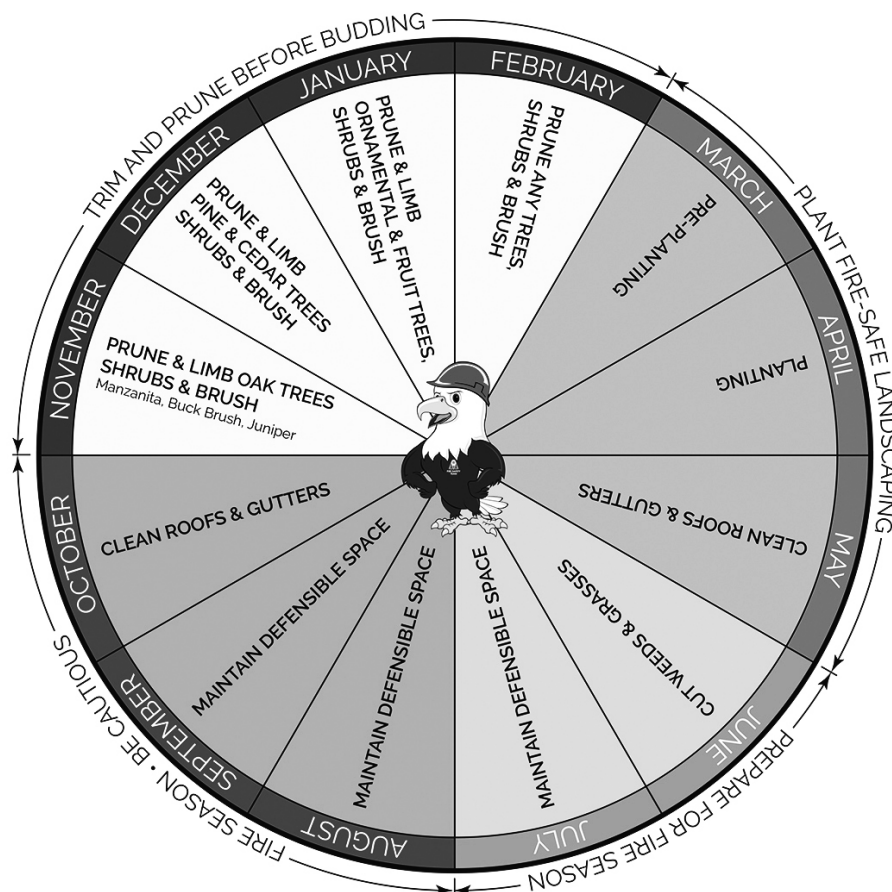 TRIM AND PRUNE BEFORE BUDDING
JANUARY
PRUNE & LIMB
ORNAMENTAL & FRUIT TREES,
SHRUBS & BRUSH
FEBRUARY
PRUNE ANY TREES,
SHRUBS & BRUSH
PLANT FIRE-SAFE LANDSCAPING
MARCH
PRE-PLANTING
APRIL
PLANTING
MAY
CLEAN ROOFS & GUTTERS
PREPARE FOR FIRE SEASON
JUNE
CUT WEEDS & GRASSES
JULY
MAINTAIN DEFENSIBLE SPACE
FIRE SEASON • BE CAUTIOUS
AUGUST
MAINTAIN DEFENSIBLE SPACE
SEPTEMBER
MAINTAIN DEFENSIBLE SPACE
OCTOBER
CLEAN ROOFS & GUTTERS
NOVEMBER
PRUNE & LIMB OAK TREES
SHRUBS & BRUSH
Manzanita, Buck Brush, Juniper
DECEMBER
PRUNE & LIMB
PINE & CEDAR TREES
SHRUBS & BRUSH